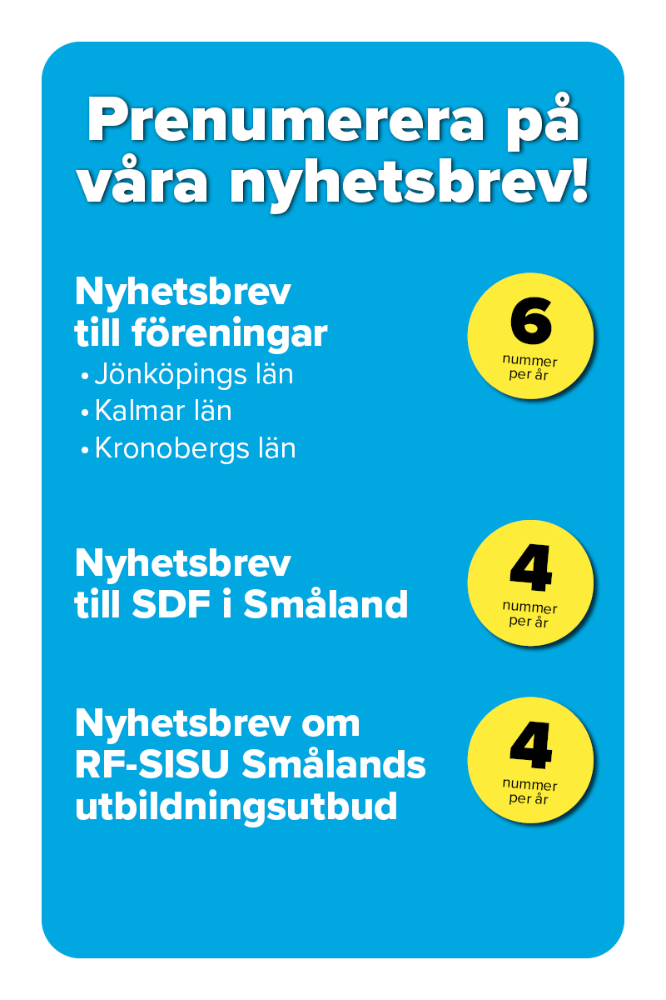 Prenumerera på
våra nyhetsbrev!
Nyhetsbrev
till föreningar
• Jönköpings län
• Kalmar län
• Kronobergs län
6
nummer
per år
Nyhetsbrev
till SDF i Småland
4
nummer
per år
Nyhetsbrev om
RF-SISU Smålands
utbildningsutbud
4
nummer
per år